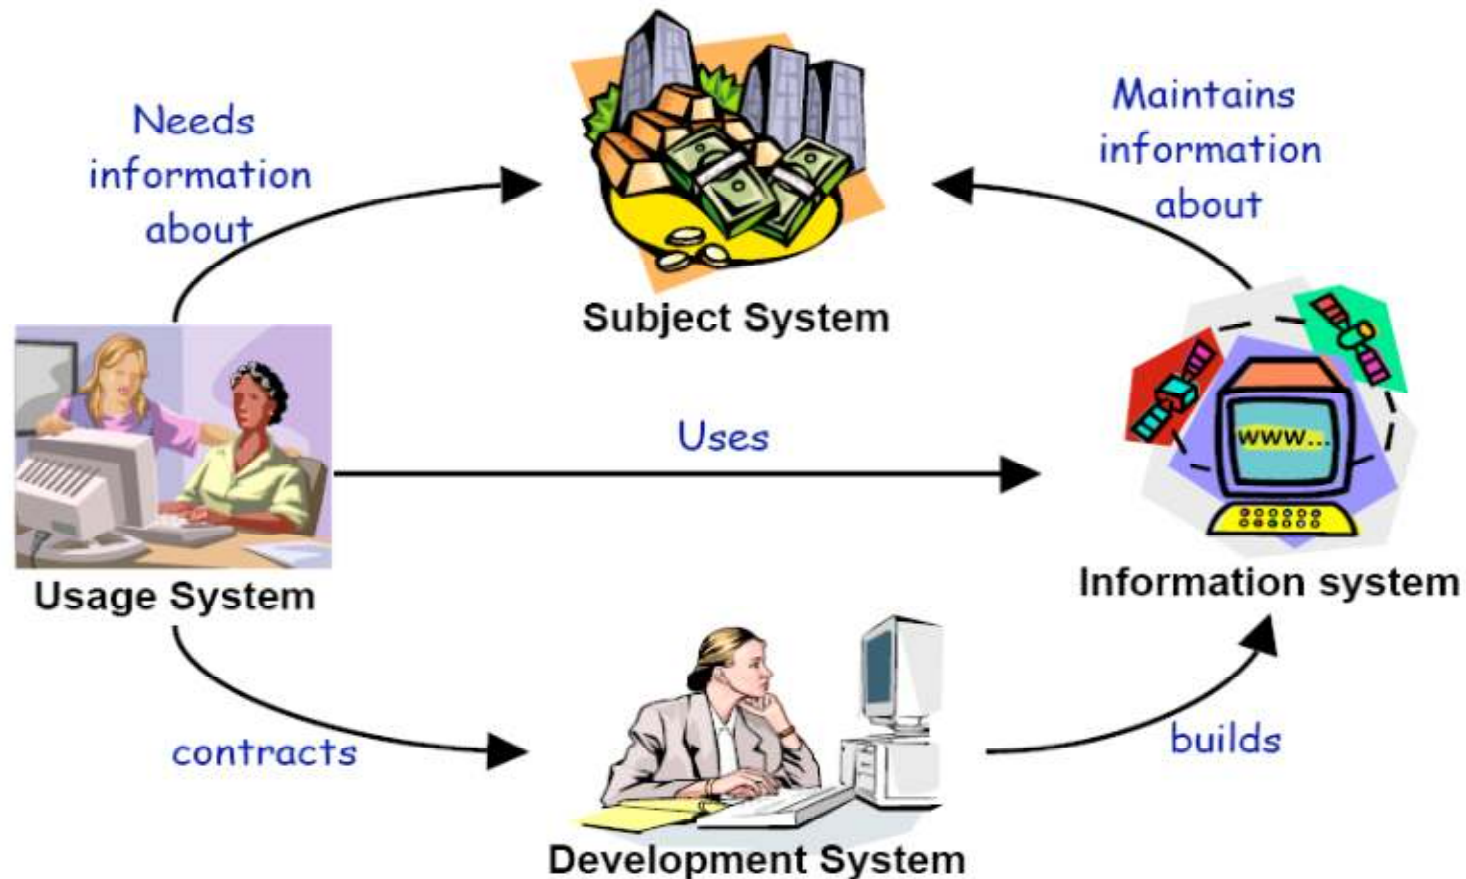 Needs
information
about
Maintains
information
about
Subject System
Uses
www...
Usage System
Information system
contracts
builds
Development System